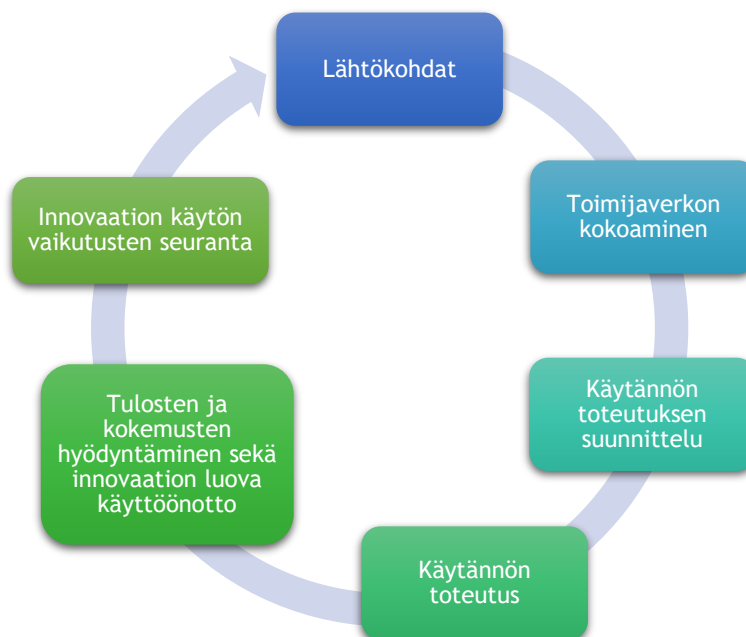 Lähtökohdat
Toimijaverkon
kokoaminen
Käytännön
toteutuksen
suunnittelu
Käytännön
toteutus
Tulosten ja
kokemusten
hyödyntäminen sekä
innovaation luova
käyttöönotto
Innovaation käytön
vaikutusten seuranta